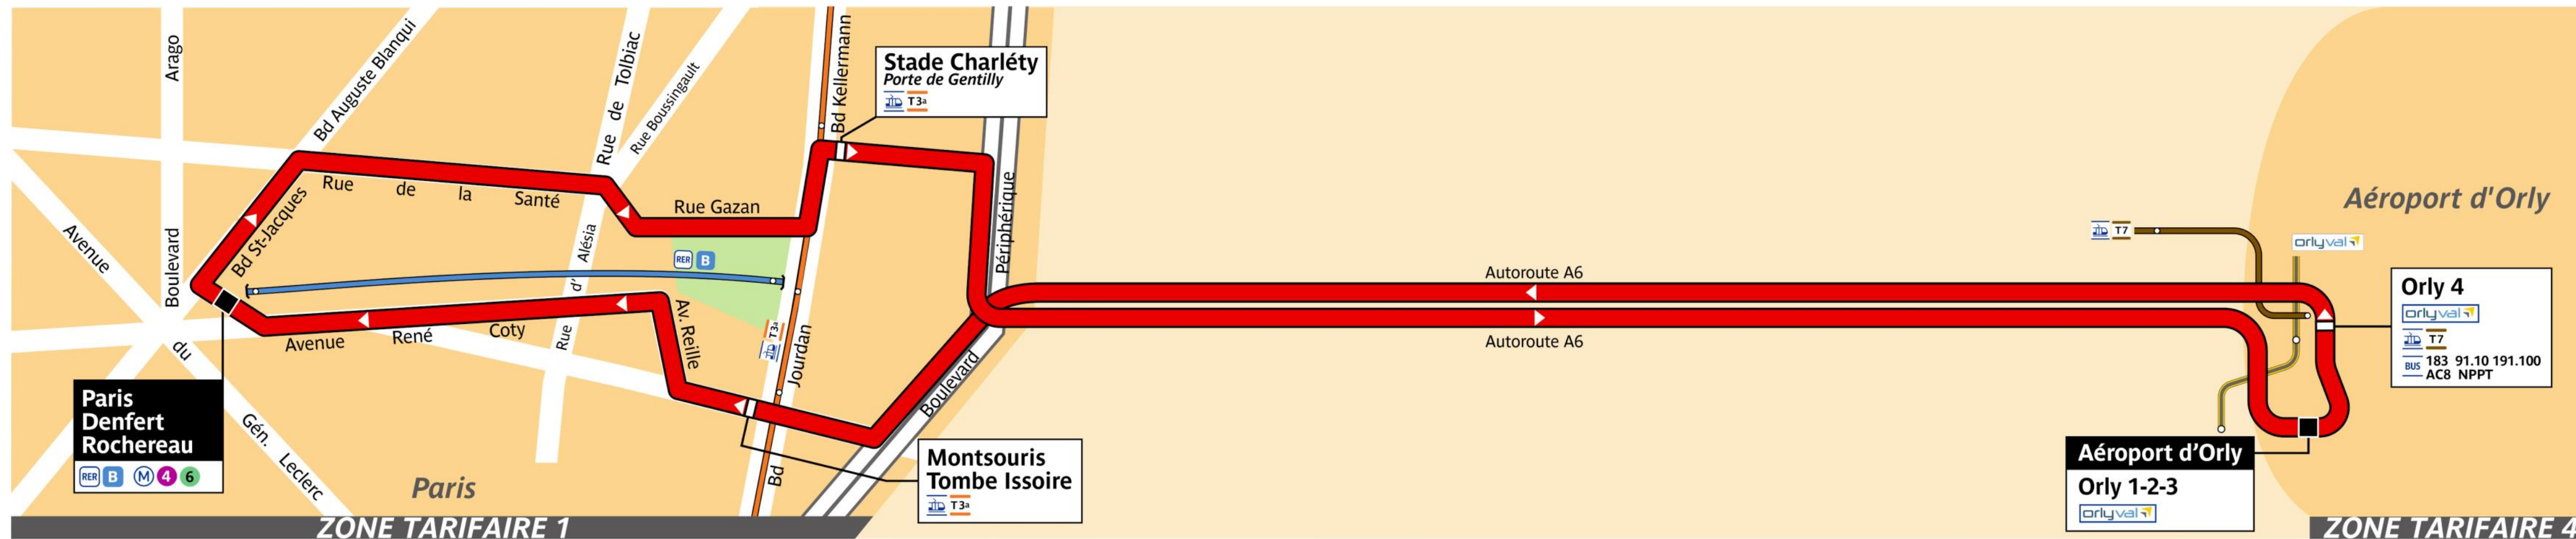 Arago
Boulevard
Bd Auguste Blanqui
Rue de Tolbiac
Rue Boussingault
Bd Kellermann
Stade Charléty
Porte de Gentilly
T3a
Rue de la Santé
Rue Gazan
Bd St-Jacques
Avenue
du
Gén. Leclerc
Rue d' Alésia
RER B
Avenue René Coty
Av. Reille
T3a
Bd Jourdan
Boulevard
Périphérique
Paris
Denfert
Rochereau
RER B M 4 6
Paris
Montsouris
Tombe Issoire
T3a
Autoroute A6
Autoroute A6
Aéroport d'Orly
T7
orlyval
Orly 4
orlyval
T7
BUS 183 91.10 191.100
AC8 NPPT
Aéroport d'Orly
Orly 1-2-3
orlyval
ZONE TARIFAIRE 1
ZONE TARIFAIRE 4